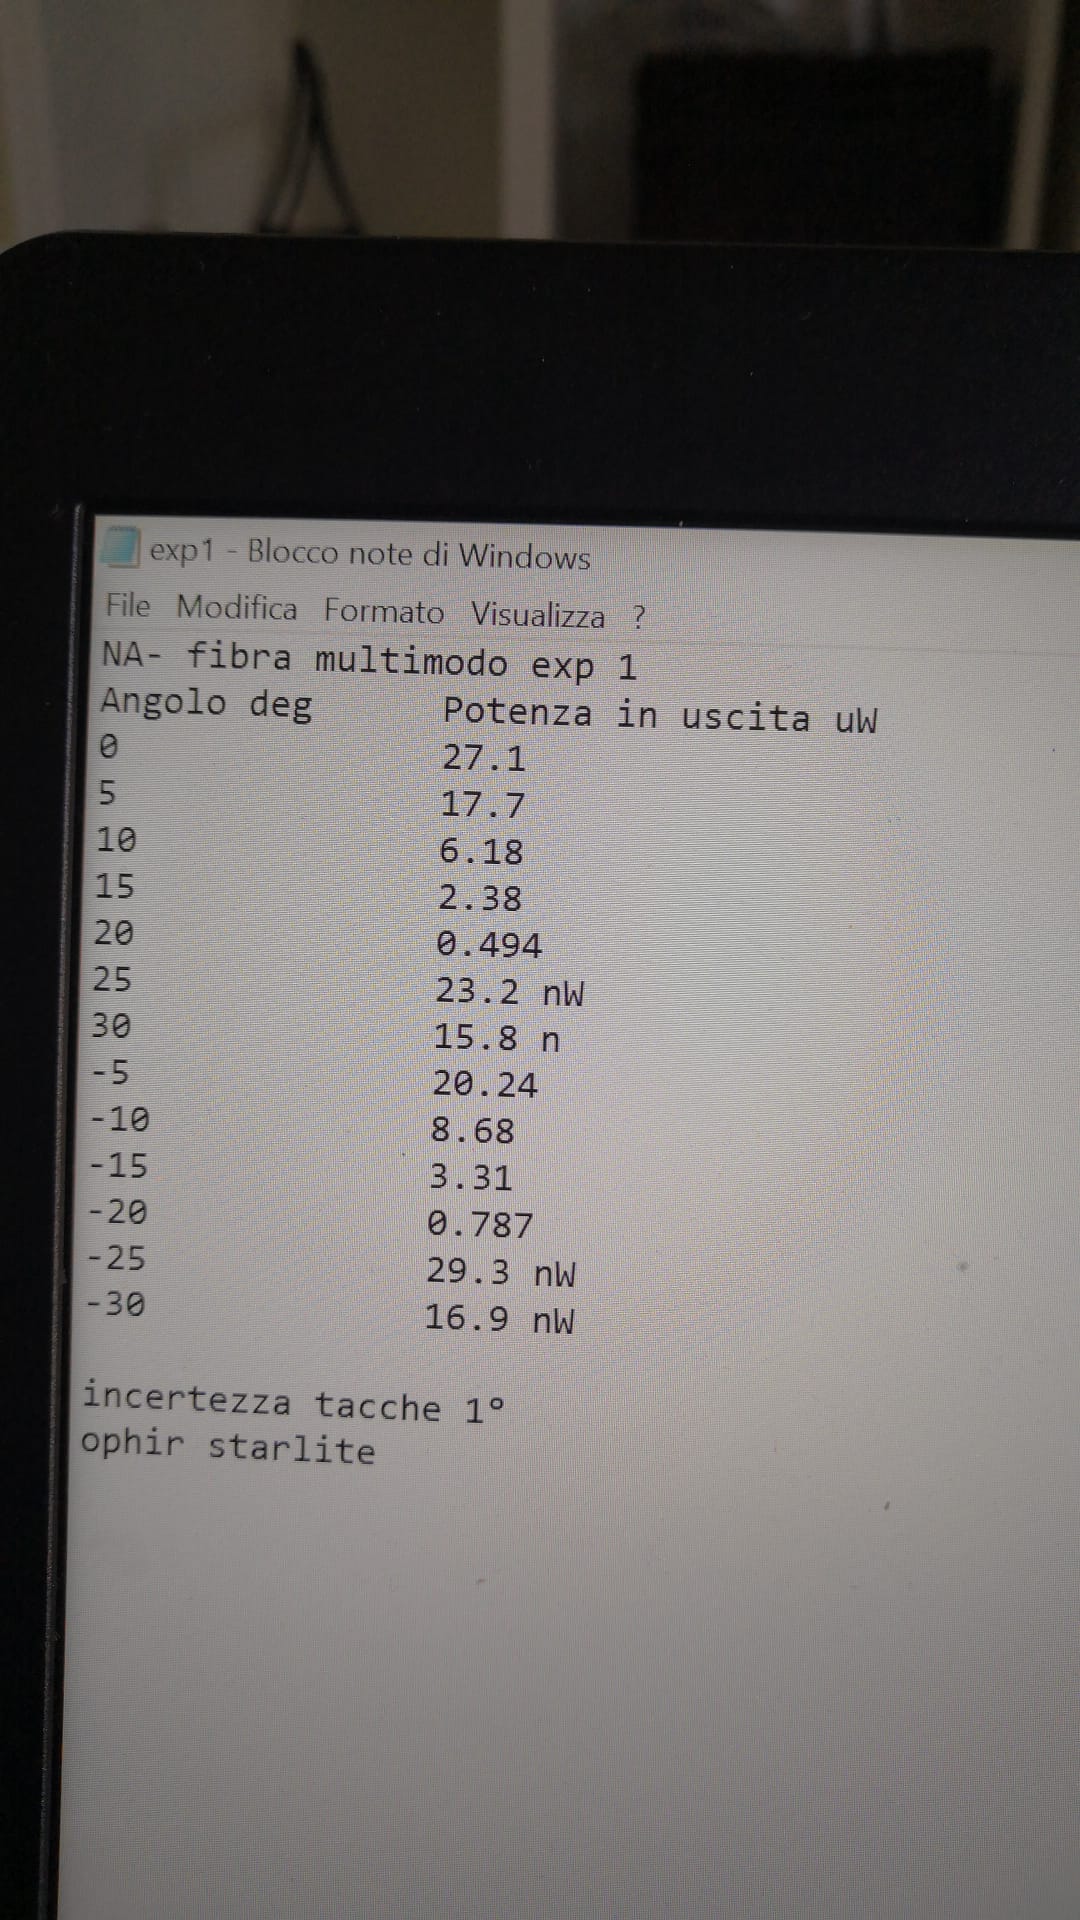 exp1 - Blocco note di Windows
File Modifica Formato Visualizza ?
NA- fibra multimodo exp 1
Angolo deg Potenza in uscita uW
0 27.1
5 17.7
10 6.18
15 2.38
20 0.494
25 23.2 nW
30 15.8 n
-5 20.24
-10 8.68
-15 3.31
-20 0.787
-25 29.3 nW
-30 16.9 nW
incertezza tacche 1°
ophir starlite